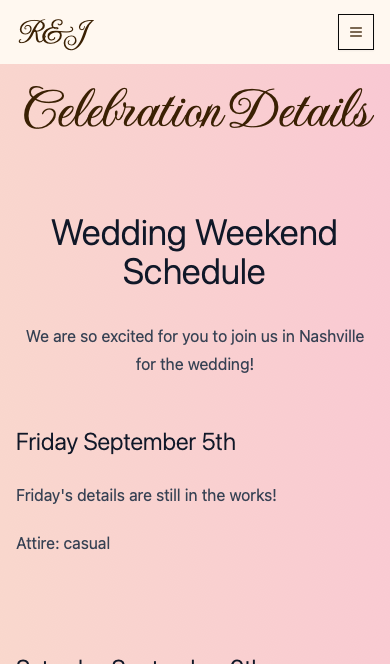 R&J
Celebration Details
Wedding Weekend
Schedule
We are so excited for you to join us in Nashville
for the wedding!
Friday September 5th
Friday's details are still in the works!
Attire: casual